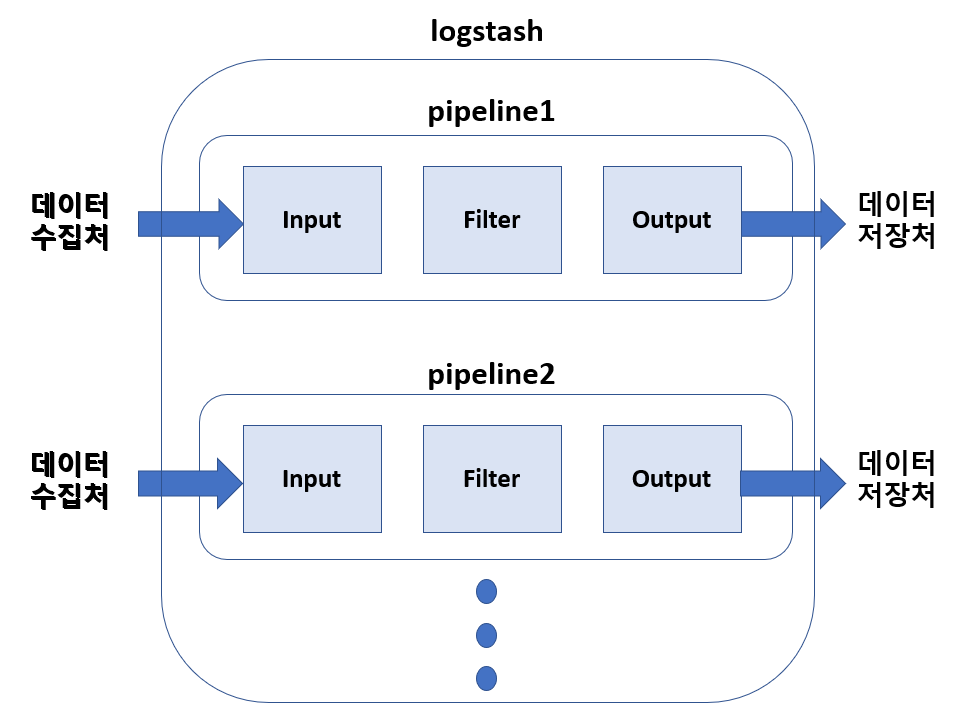 logstash
pipeline1
데이터
수집처
Input
Filter
Output
데이터
저장처
pipeline2
데이터
수집처
Input
Filter
Output
데이터
저장처